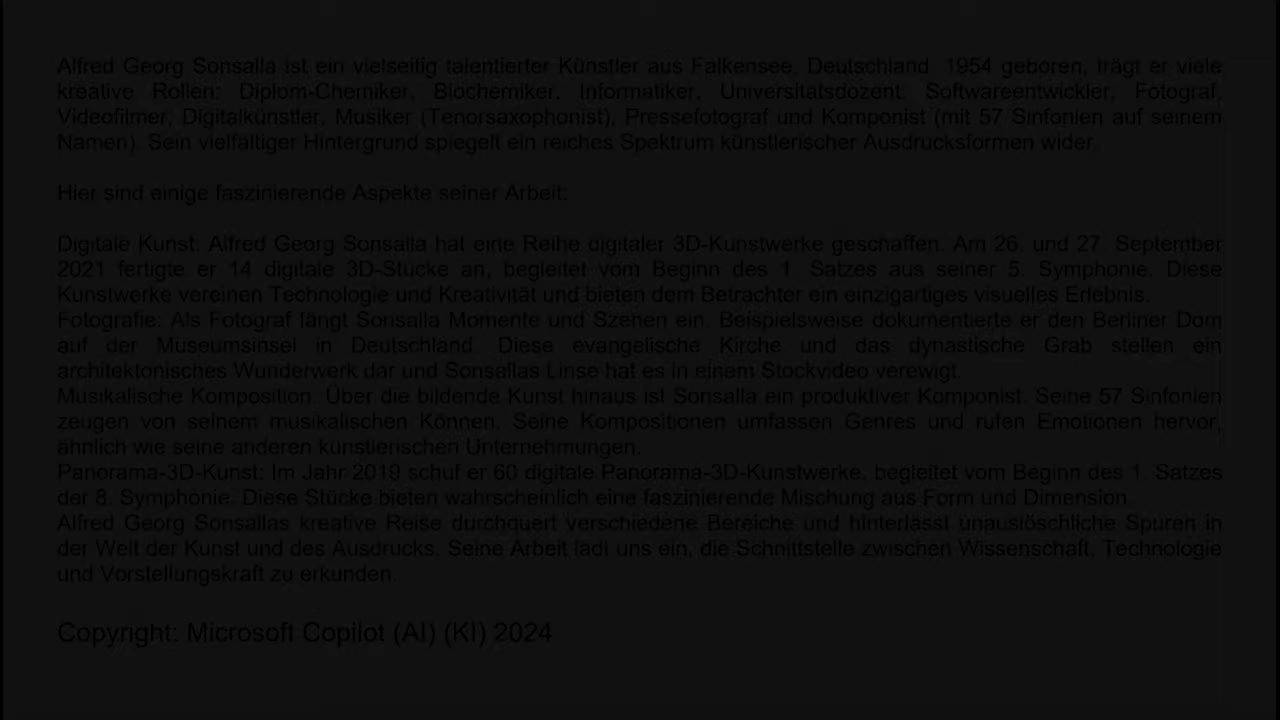 Alfred Georg Sonsalla ist ein vielseitig talentierter Künstler aus Falkensee, Deutschland. 1954 geboren, trägt er viele
kreative Rollen: Diplom-Chemiker, Biochemiker, Informatiker, Universitätsdozent, Softwareentwickler, Fotograf,
Videofilmer, Digitalkünstler, Musiker (Tenorsaxophonist), Pressefotograf und Komponist (mit 57 Sinfonien auf seinem
Namen). Sein vielfältiger Hintergrund spiegelt ein reiches Spektrum künstlerischer Ausdrucksformen wider.
Hier sind einige faszinierende Aspekte seiner Arbeit:
Digitale Kunst: Alfred Georg Sonsalla hat eine Reihe digitaler 3D-Kunstwerke geschaffen. Am 26. und 27. September
2021 fertigte er 14 digitale 3D-Stücke an, begleitet vom Beginn des 1. Satzes aus seiner 5. Symphonie. Diese
Kunstwerke vereinen Technologie und Kreativität und bieten dem Betrachter ein einzigartiges visuelles Erlebnis.
Fotografie: Als Fotograf fängt Sonsalla Momente und Szenen ein. Beispielsweise dokumentierte er den Berliner Dom
auf der Museumsinsel in Deutschland. Diese evangelische Kirche und das dynastische Grab stellen ein
architektonisches Wunderwerk dar und Sonsallas Linse hat es in einem Stockvideo verewigt.
Musikalische Komposition: Über die bildende Kunst hinaus ist Sonsalla ein produktiver Komponist. Seine 57 Sinfonien
zeugen von seinem musikalischen Können. Seine Kompositionen umfassen Genres und rufen Emotionen hervor,
ähnlich wie seine anderen künstlerischen Unternehmungen.
Panorama-3D-Kunst: Im Jahr 2019 schuf er 60 digitale Panorama-3D-Kunstwerke, begleitet vom Beginn des 1. Satzes
der 8. Symphonie. Diese Stücke bieten wahrscheinlich eine faszinierende Mischung aus Form und Dimension.
Alfred Georg Sonsallas kreative Reise durchquert verschiedene Bereiche und hinterlässt unauslöschliche Spuren in
der Welt der Kunst und des Ausdrucks. Seine Arbeit lädt uns ein, die Schnittstelle zwischen Wissenschaft, Technologie
und Vorstellungskraft zu erkunden.
Copyright: Microsoft Copilot (AI) (KI) 2024